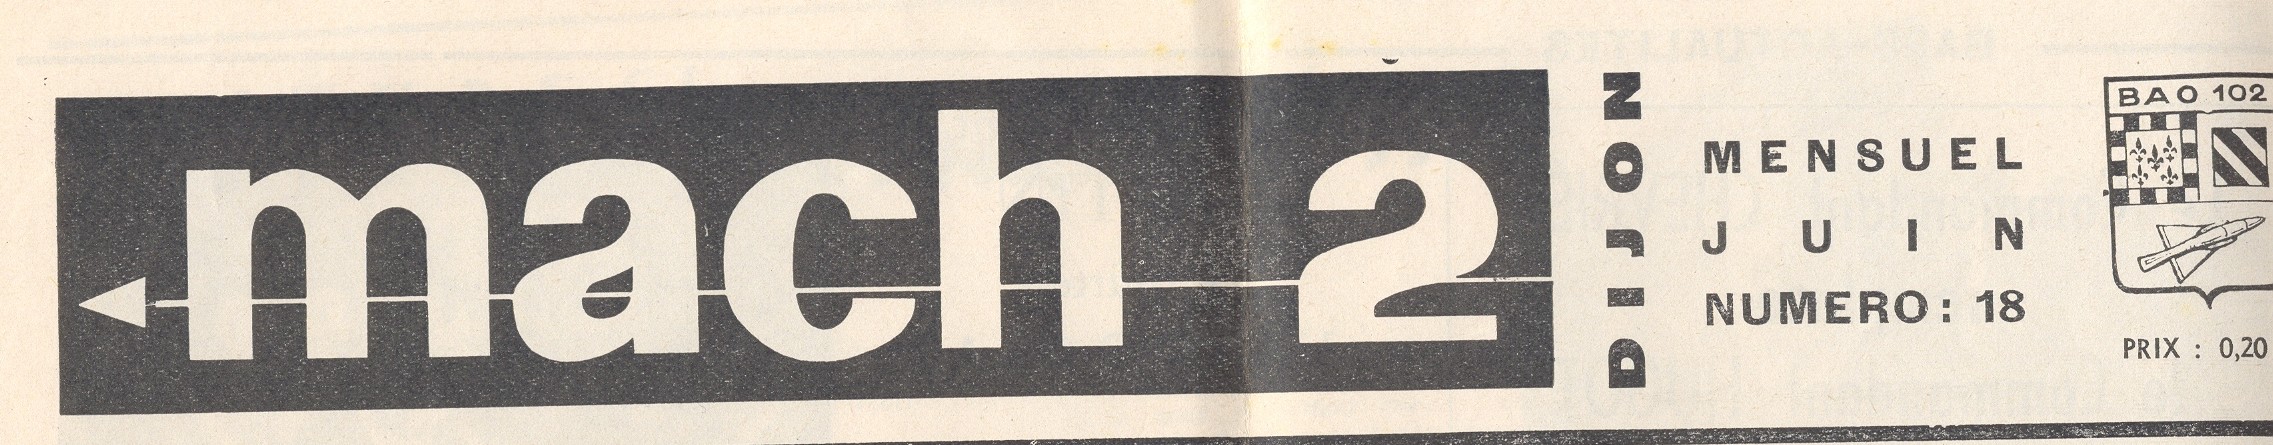 mach 2
DIJON
MENSUEL
JUIN
NUMERO : 18
BAO 102
PRIX : 0,20